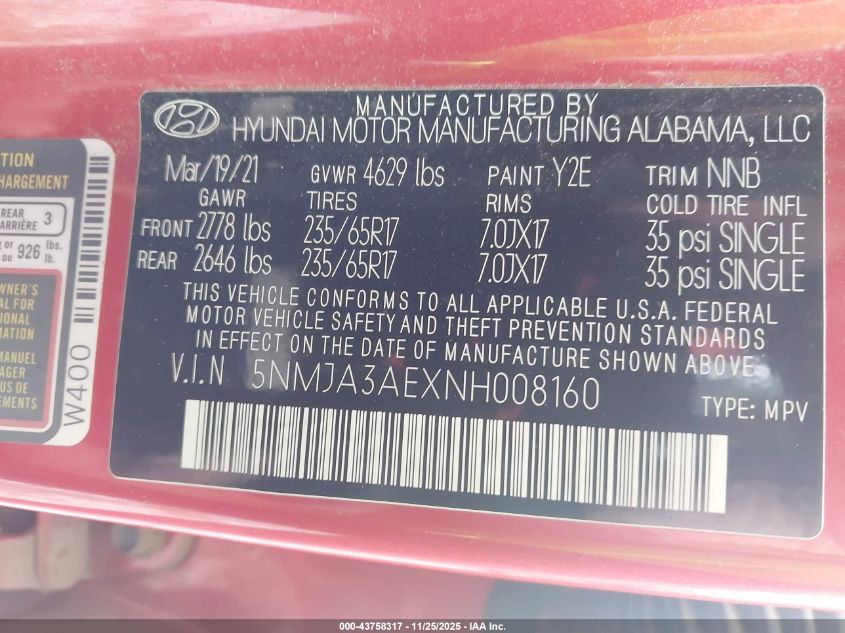 MANUFACTURED BY
HYUNDAI MOTOR MANUFACTURING ALABAMA, LLC
Mar/19/21 GVWR 4629 lbs PAINT Y2E TRIM NNB
GAWR TIRES RIMS COLD TIRE INFL
FRONT 2778 lbs 235/65R17 7.0JX17 35 psi SINGLE
REAR 2646 lbs 235/65R17 7.0JX17 35 psi SINGLE
THIS VEHICLE CONFORMS TO ALL APPLICABLE U.S.A. FEDERAL
MOTOR VEHICLE SAFETY AND THEFT PREVENTION STANDARDS
IN EFFECT ON THE DATE OF MANUFACTURE SHOWN ABOVE.
V.I.N 5NMJA3AEXNH008160
TYPE: MPV
REAR 3
ARRIÈRE
or 926 lbs.
ou lb.
MANUEL
W400
000-43758317 - 11/25/2025 - IAA Inc.